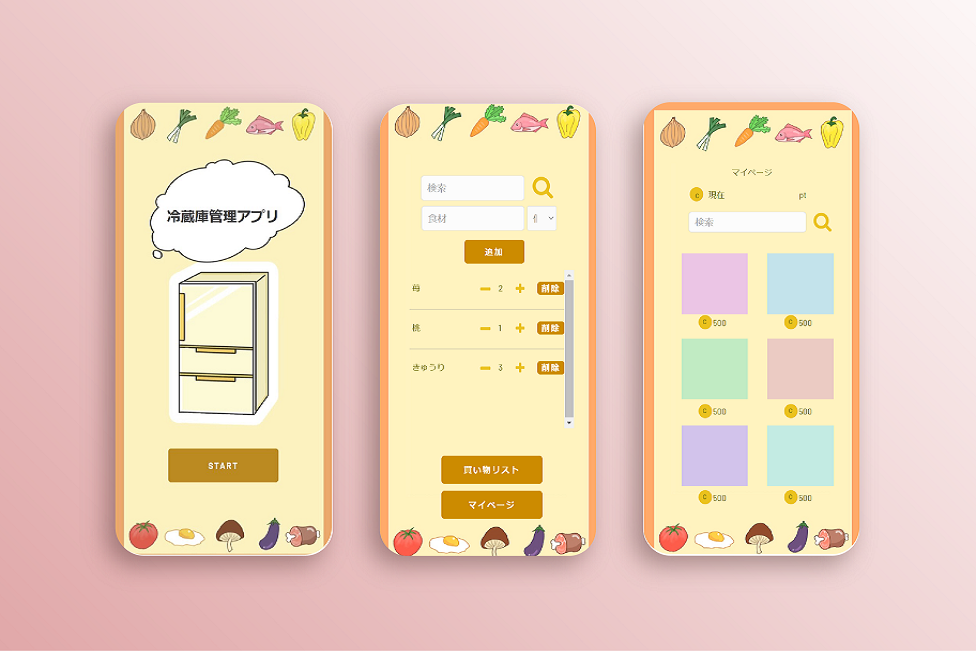 冷蔵庫管理アプリ
START
検索
食材
追加
母 2 削除
桃 1 削除
きゅうり 3 削除
買い物リスト
マイページ
マイページ
C 現在 pt
検索
C 500 C 500
C 500 C 500
C 500 C 500